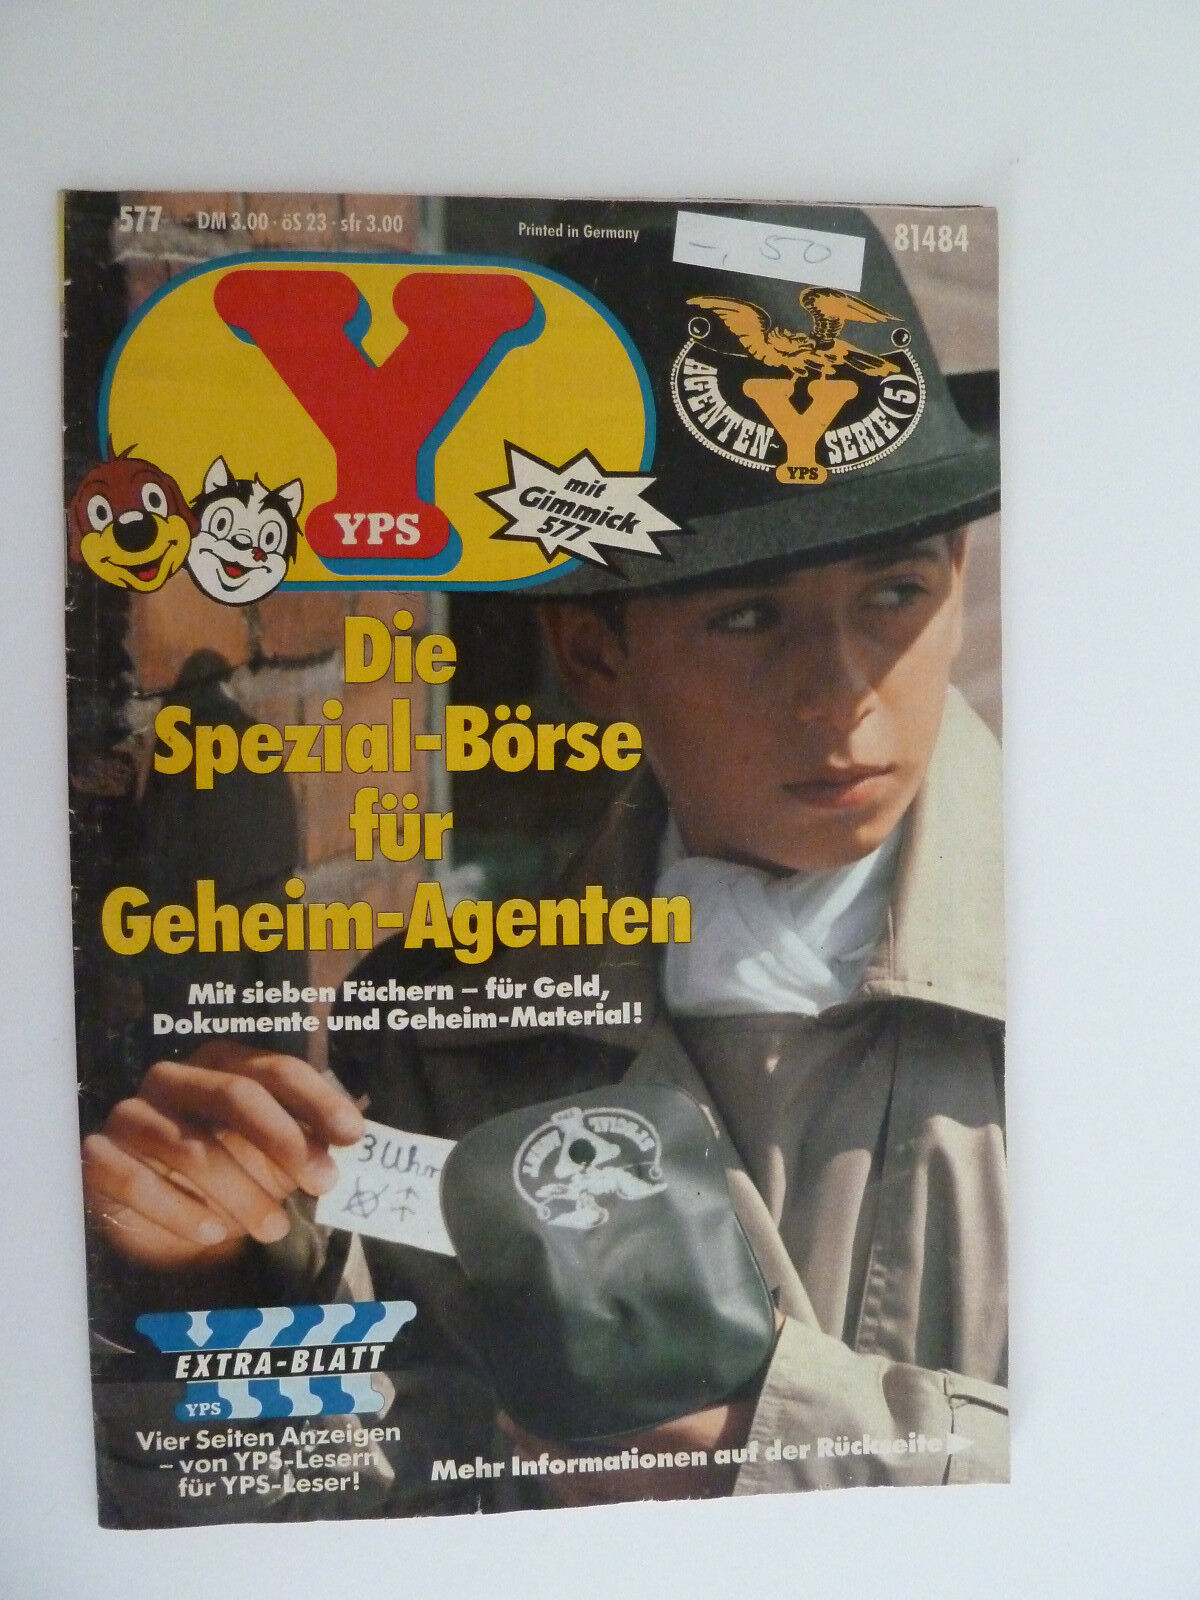 577 DM 3.00 · öS 23 · sfr 3.00
Printed in Germany
81484
-, 50
AGENTEN-
SERIE (5)
YPS
YPS
mit
Gimmick
577
Die
Spezial-Börse
für
Geheim-Agenten
Mit sieben Fächern – für Geld,
Dokumente und Geheim-Material!
3 Uhr
EXTRA-BLATT
YPS
Vier Seiten Anzeigen
– von YPS-Lesern
für YPS-Leser!
Mehr Informationen auf der Rückseite